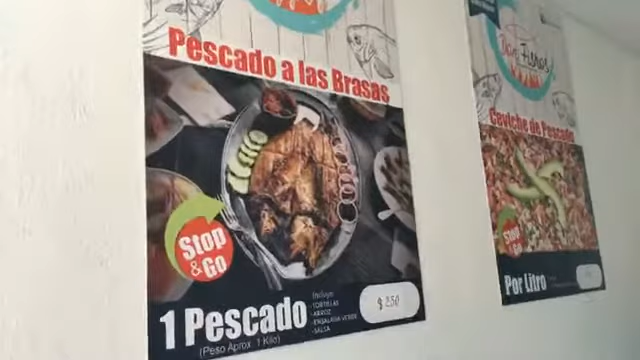 Pescado a las Brasas
Stop
&Go
1 Pescado
(Peso Aprox. 1 Kilo)
Incluye:
-TORTILLAS
-ARROZ
-ENSALADA VERDE
-SALSA
$ 250
Ceviche de Pescado
Stop
&Go
Por Litro